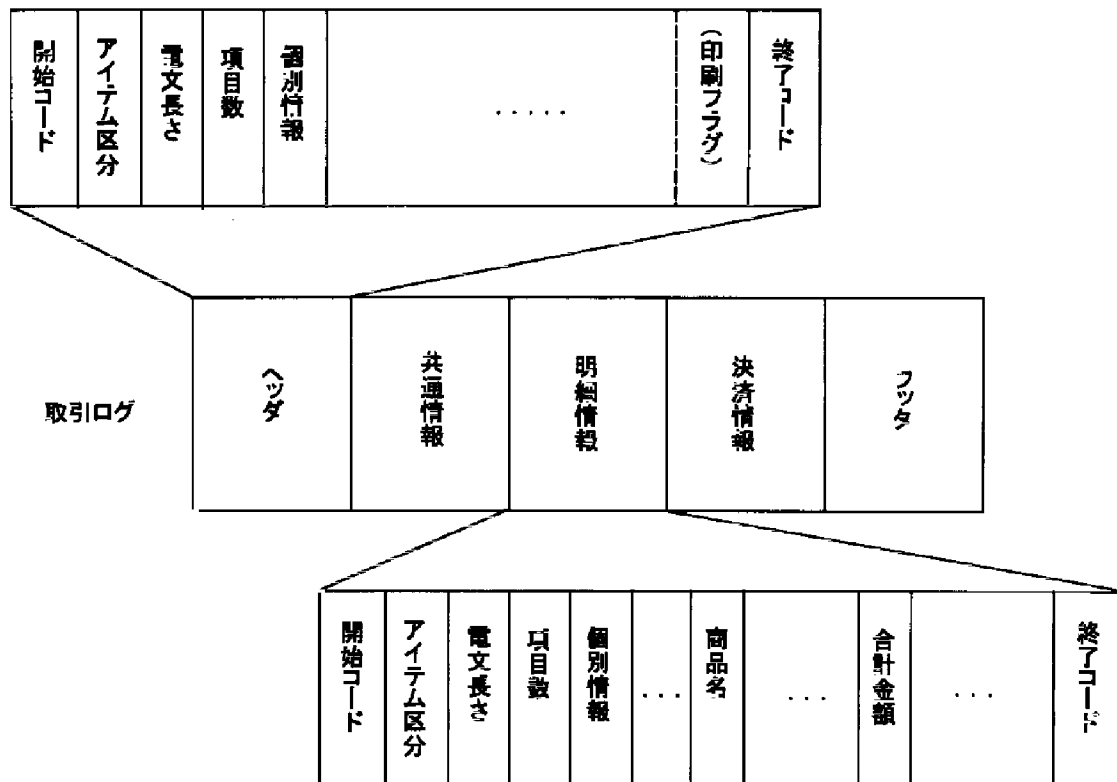 開始コード
アイテム区分
電文長さ
項目数
個別情報
.....
(印刷フラグ)
終了コード
取引ログ
ヘッダ
共通情報
明細情報
決済情報
フッタ
開始コード
アイテム区分
電文長さ
項目数
個別情報
...
商品名
...
合計金額
...
終了コード